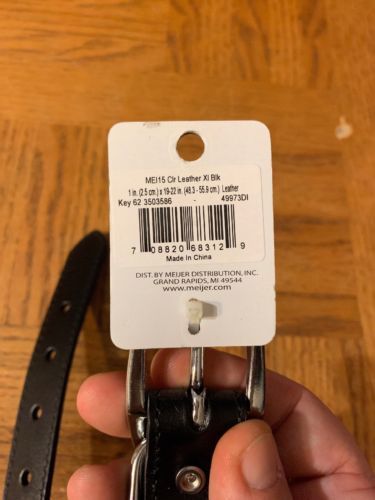 MEI15 Clr Leather Xl Blk
1 in. (2.5 cm.) x 19-22 in. (48.3 - 55.9 cm.) Leather
Key 62 3503586 49973DI
7 08820 68312 9
Made In China
DIST. BY MEIJER DISTRIBUTION, INC.
GRAND RAPIDS, MI 49544
www.meijer.com